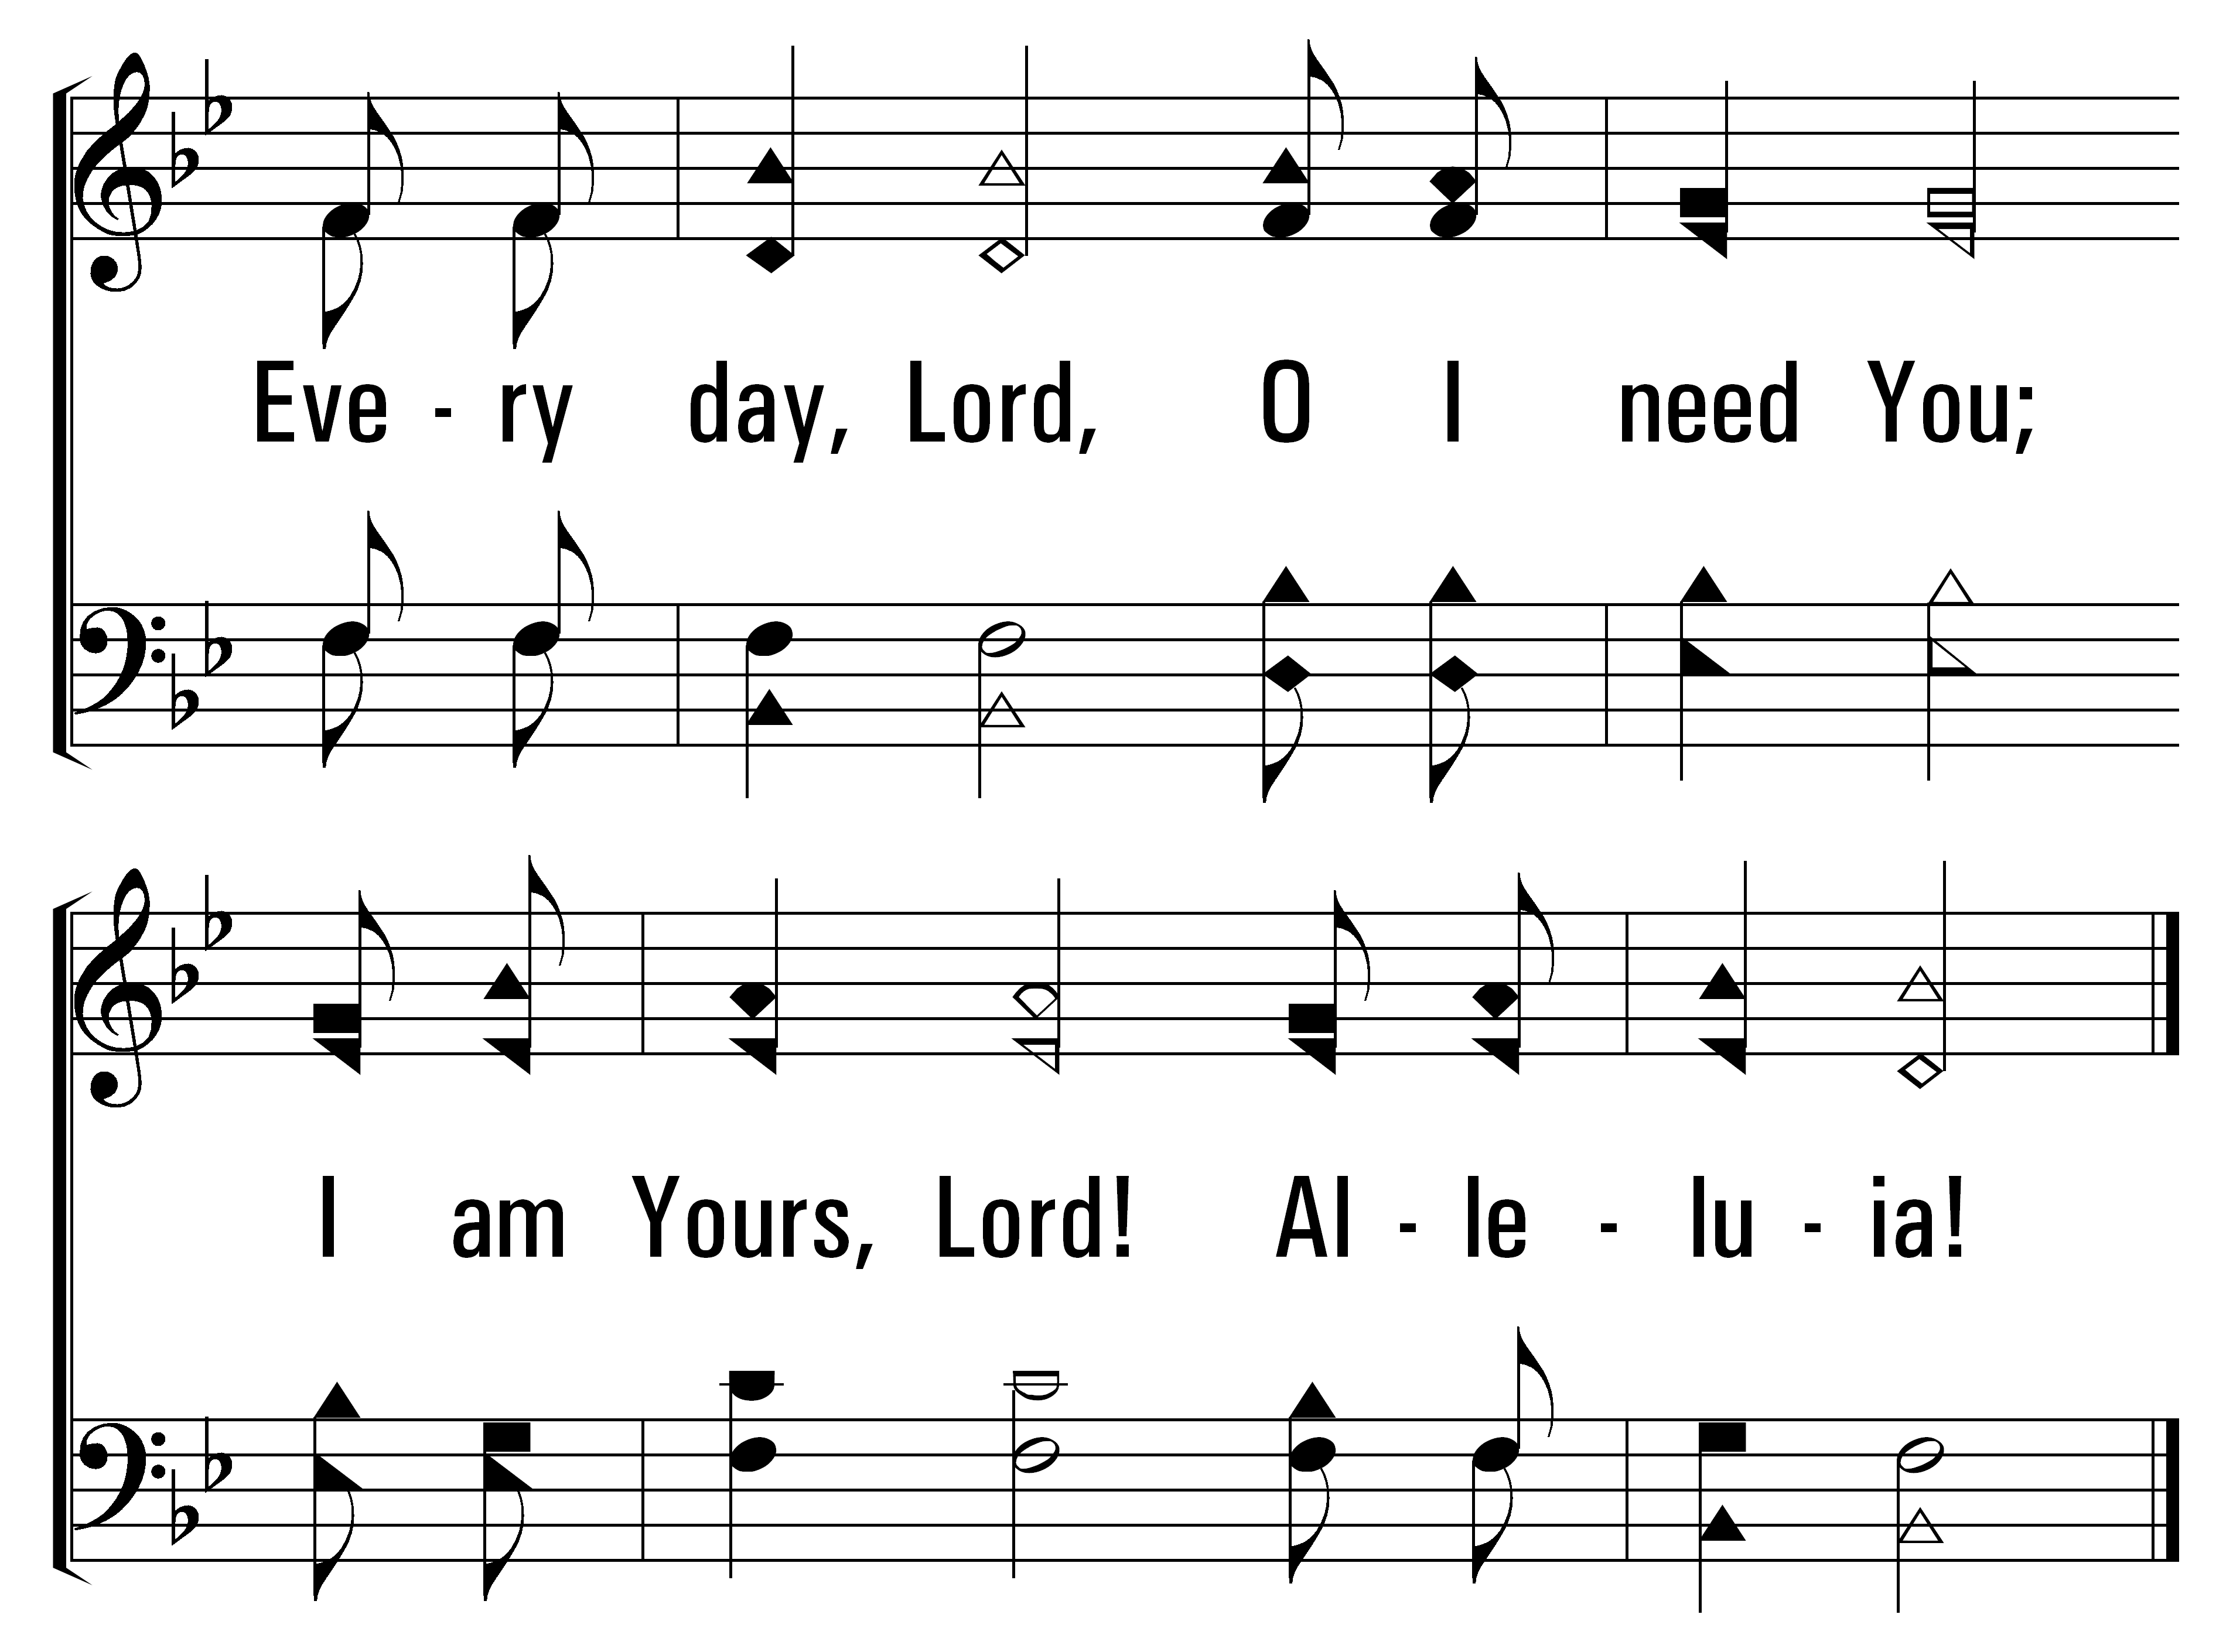 Eve - ry day, Lord, O I need You;
I am Yours, Lord! Al - le - lu - ia!